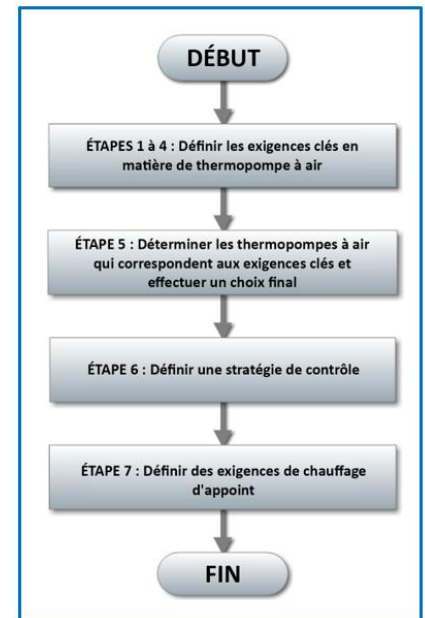 DÉBUT
ÉTAPES 1 à 4 : Définir les exigences clés en
matière de thermopompe à air
ÉTAPE 5 : Déterminer les thermopompes à air
qui correspondent aux exigences clés et
effectuer un choix final
ÉTAPE 6 : Définir une stratégie de contrôle
ÉTAPE 7 : Définir des exigences de chauffage
d'appoint
FIN